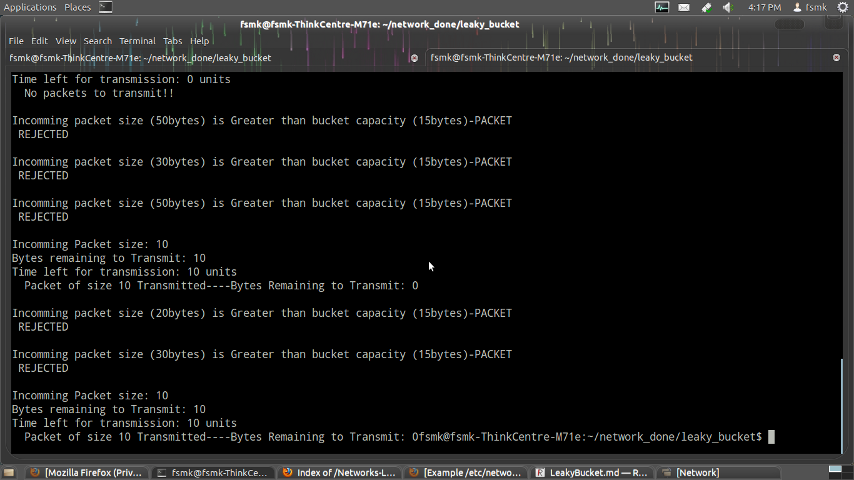 Applications Places 4:17 PM fsmk
fsmk@fsmk-ThinkCentre-M71e: ~/network_done/leaky_bucket
File Edit View Search Terminal Tabs Help
fsmk@fsmk-ThinkCentre-M71e: ~/network_done/leaky_bucket fsmk@fsmk-ThinkCentre-M71e: ~/network_done/leaky_bucket
Time left for transmission: 0 units
No packets to transmit!!
Incomming packet size (50bytes) is Greater than bucket capacity (15bytes)-PACKET
REJECTED
Incomming packet size (30bytes) is Greater than bucket capacity (15bytes)-PACKET
REJECTED
Incomming packet size (50bytes) is Greater than bucket capacity (15bytes)-PACKET
REJECTED
Incomming Packet size: 10
Bytes remaining to Transmit: 10
Time left for transmission: 10 units
Packet of size 10 Transmitted----Bytes Remaining to Transmit: 0
Incomming packet size (20bytes) is Greater than bucket capacity (15bytes)-PACKET
REJECTED
Incomming packet size (30bytes) is Greater than bucket capacity (15bytes)-PACKET
REJECTED
Incomming Packet size: 10
Bytes remaining to Transmit: 10
Time left for transmission: 10 units
Packet of size 10 Transmitted----Bytes Remaining to Transmit: 0fsmk@fsmk-ThinkCentre-M71e:~/network_done/leaky_bucket$
[Mozilla Firefox (Priv... fsmk@fsmk-ThinkCe... Index of /Networks-L... [Example /etc/netwo... LeakyBucket.md — R... [Network]